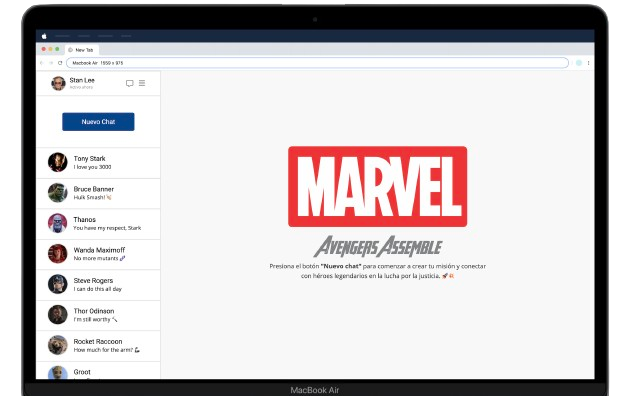 New Tab
Macbook Air 1559 x 975
Stan Lee
Nuevo Chat
Tony Stark
I love you 3000
Bruce Banner
Hulk Smash!
Thanos
You have my respect, Stark
Wanda Maximoff
No more mutants
Steve Rogers
I can do this all day
Thor Odinson
I'm still worthy
Rocket Raccoon
How much for the arm?
Groot
MARVEL
AVENGERS ASSEMBLE
Presiona el botón "Nuevo chat" para comenzar a crear tu misión y conectar
con héroes legendarios en la lucha por la justicia.
MacBook Air